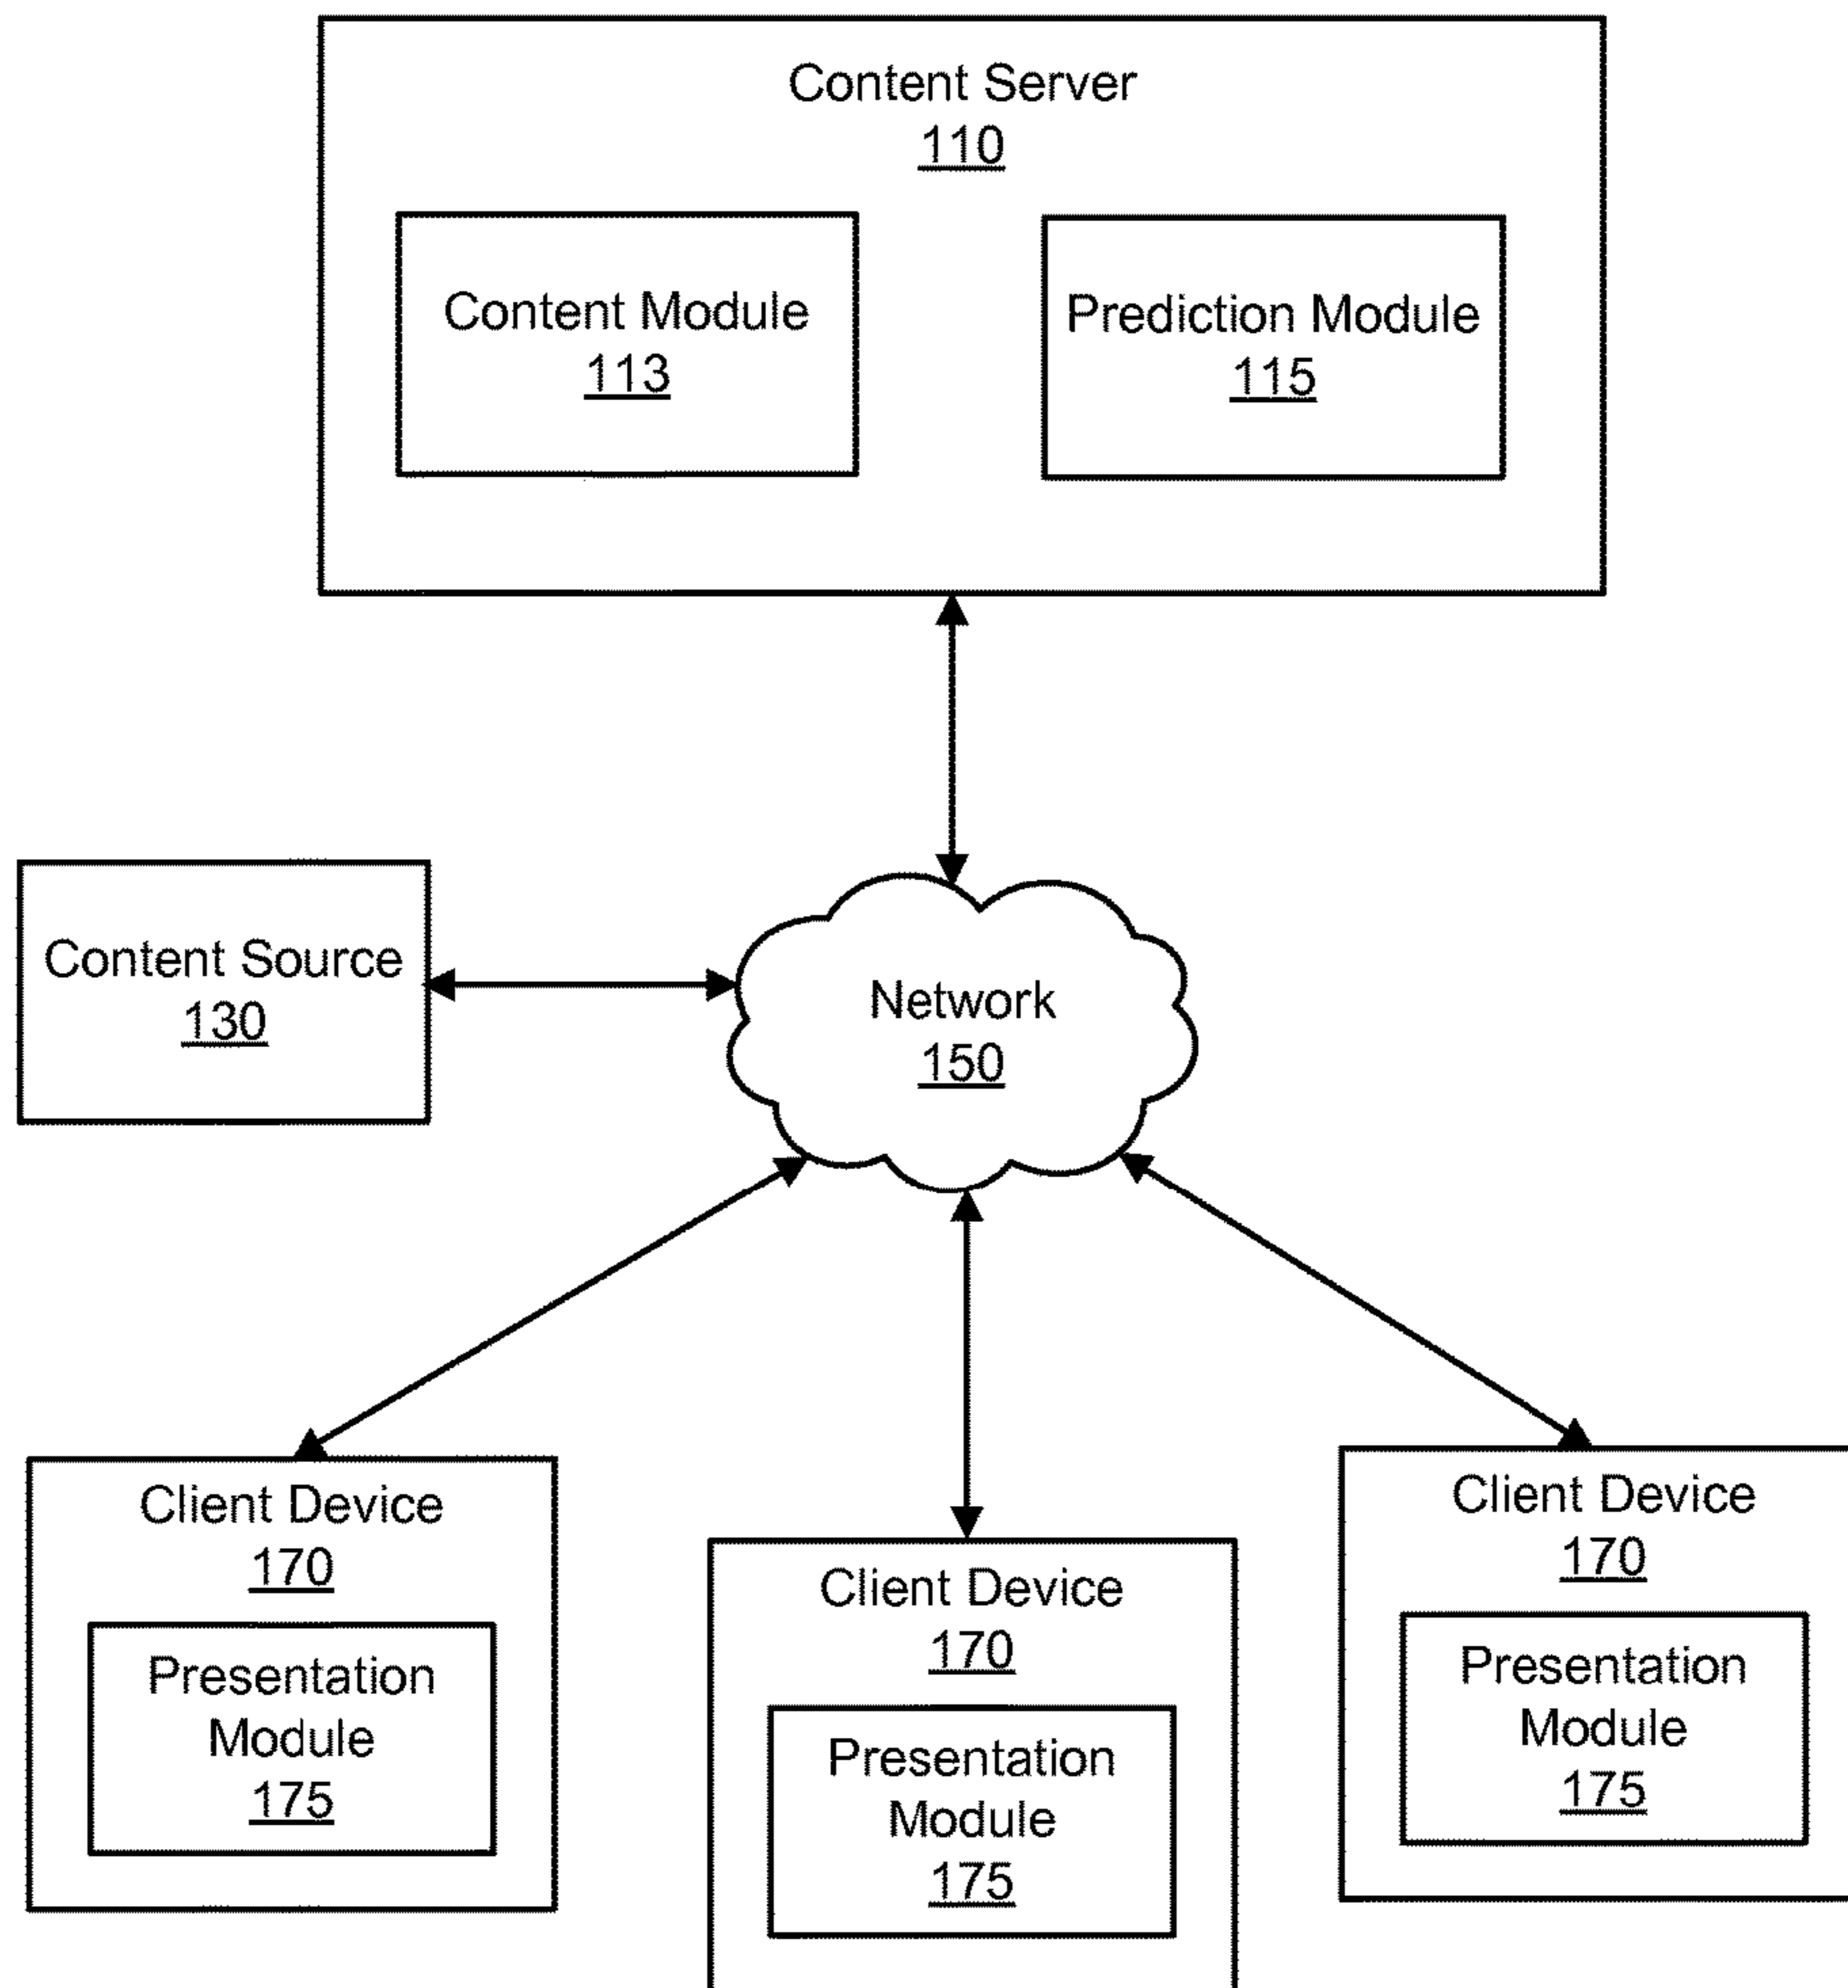 Content Server
110
Content Module
113
Prediction Module
115
Content Source
130
Network
150
Client Device
170
Presentation
Module
175
Client Device
170
Presentation
Module
175
Client Device
170
Presentation
Module
175